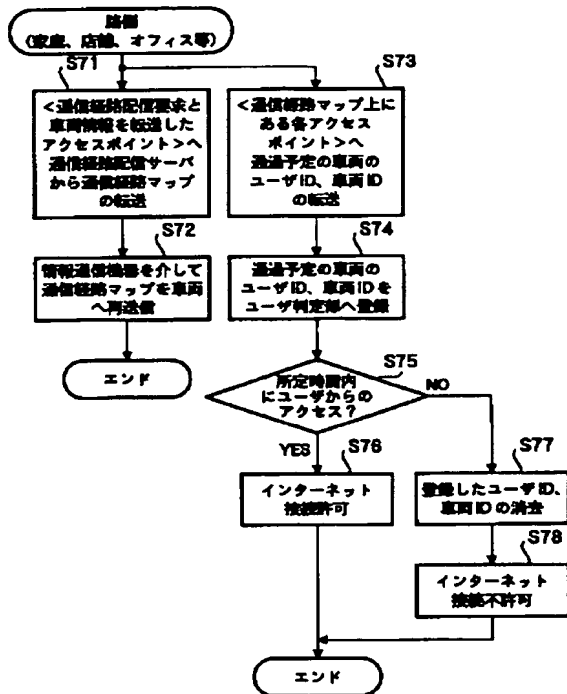 路側
(家庭、店舗、オフィス等)
S71
<通信経路配信要求と
車両情報を転送した
アクセスポイント>へ
通信経路配信サーバ
から通信経路マップ
の転送
S72
情報通信機器を介して
通信経路マップを車両
へ再送信
エンド
S73
<通信経路マップ上に
ある各アクセス
ポイント>へ
通過予定の車両の
ユーザID、車両ID
の転送
S74
通過予定の車両の
ユーザID、車両IDを
ユーザ判定部へ登録
S75
所定時間内
にユーザからの
アクセス?
NO
YES
S76
インターネット
接続許可
S77
登録したユーザID、
車両IDの消去
S78
インターネット
接続不許可
エンド